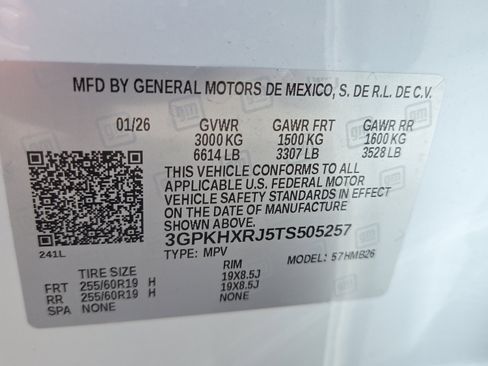 MFD BY GENERAL MOTORS DE MEXICO, S. DE R.L. DE C.V.
01/26 GVWR GAWR FRT GAWR RR
3000 KG 1500 KG 1600 KG
6614 LB 3307 LB 3528 LB
THIS VEHICLE CONFORMS TO ALL
APPLICABLE U.S. FEDERAL MOTOR
VEHICLE SAFETY STANDARDS IN EFFECT
ON THE DATE OF MANUFACTURE
SHOWN ABOVE.
3GPKHXRJ5TS505257
241L TYPE: MPV MODEL: 57HMB26
TIRE SIZE RIM
FRT 255/60R19 H 19X8.5J
RR 255/60R19 H 19X8.5J
SPA NONE NONE